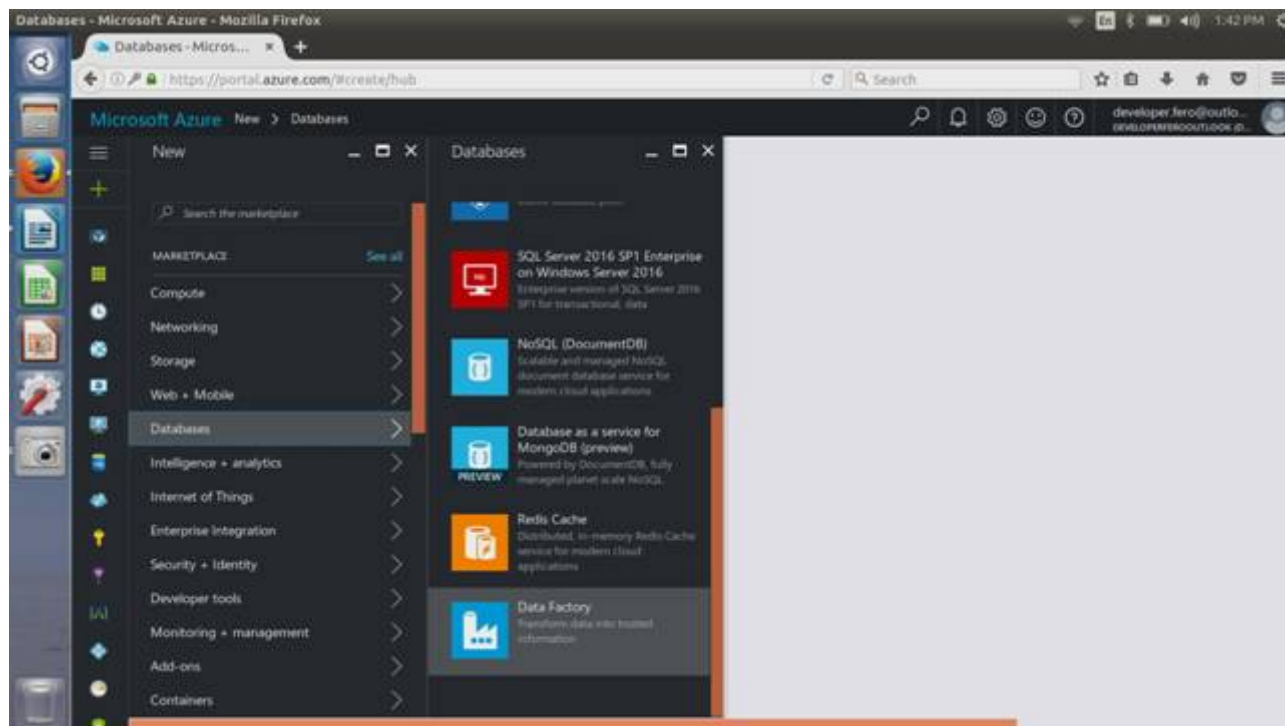 Databases - Microsoft Azure - Mozilla Firefox
En
1:42 PM
Databases - Micros...
https://portal.azure.com/#create/hub
Search
Microsoft Azure New > Databases
developer.fero@outlo...
New
Databases
Search the marketplace
MARKETPLACE
See all
Compute
Networking
Storage
Web + Mobile
Databases
Intelligence + analytics
Internet of Things
Enterprise Integration
Security + Identity
Developer tools
Monitoring + management
Add-ons
Containers
SQL Server 2016 SP1 Enterprise
on Windows Server 2016
Enterprise version of SQL Server 2016
SP1 for transactional, data
NoSQL (DocumentDB)
Scalable and managed NoSQL
document database service for
modern cloud applications
Database as a service for
MongoDB (preview)
PREVIEW
Powered by DocumentDB, fully
managed planet scale NoSQL
Redis Cache
Distributed, in-memory Redis Cache
service for modern cloud
applications
Data Factory
Transform data into trusted
information